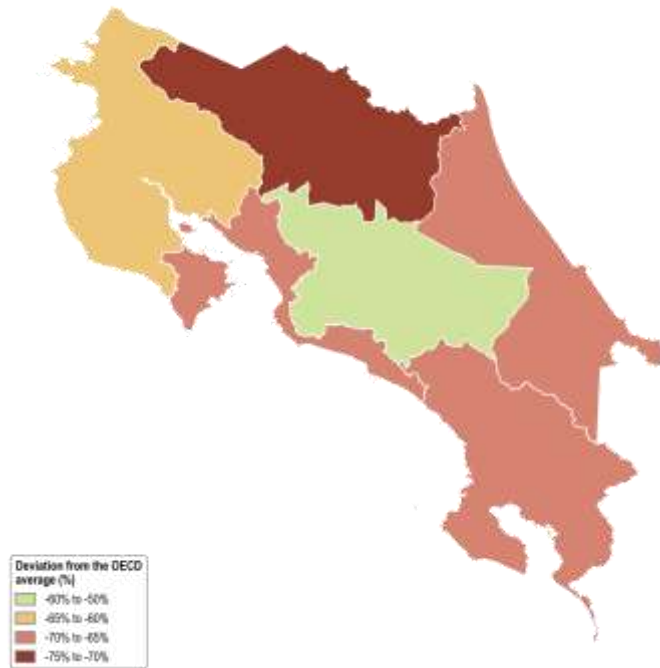 Deviation from the OECD
average (%)
-60% to -50%
-65% to -60%
-70% to -65%
-75% to -70%